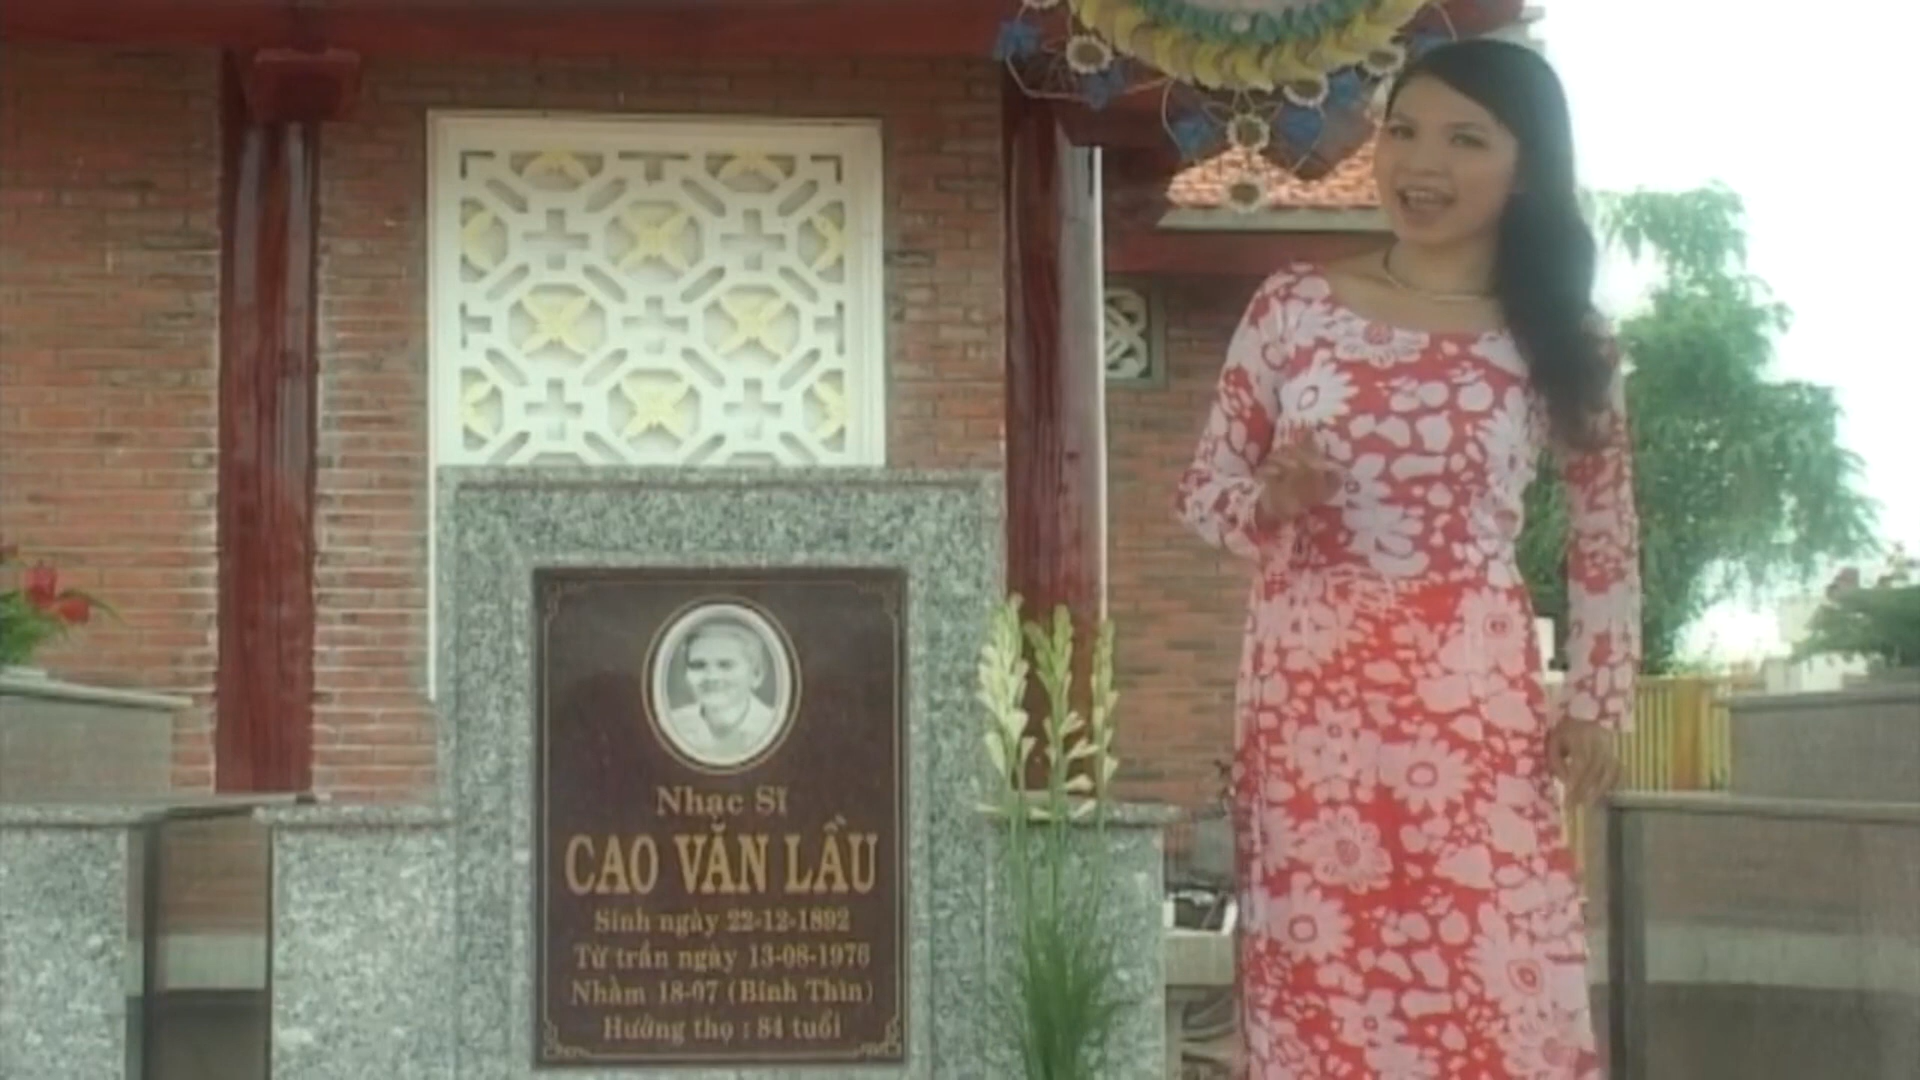 Nhạc Sĩ
CAO VĂN LẦU
Sinh ngày 22-12-1892
Từ trần ngày 13-08-1976
Nhằm 18-07 (Bính Thìn)
Hưởng thọ : 84 tuổi